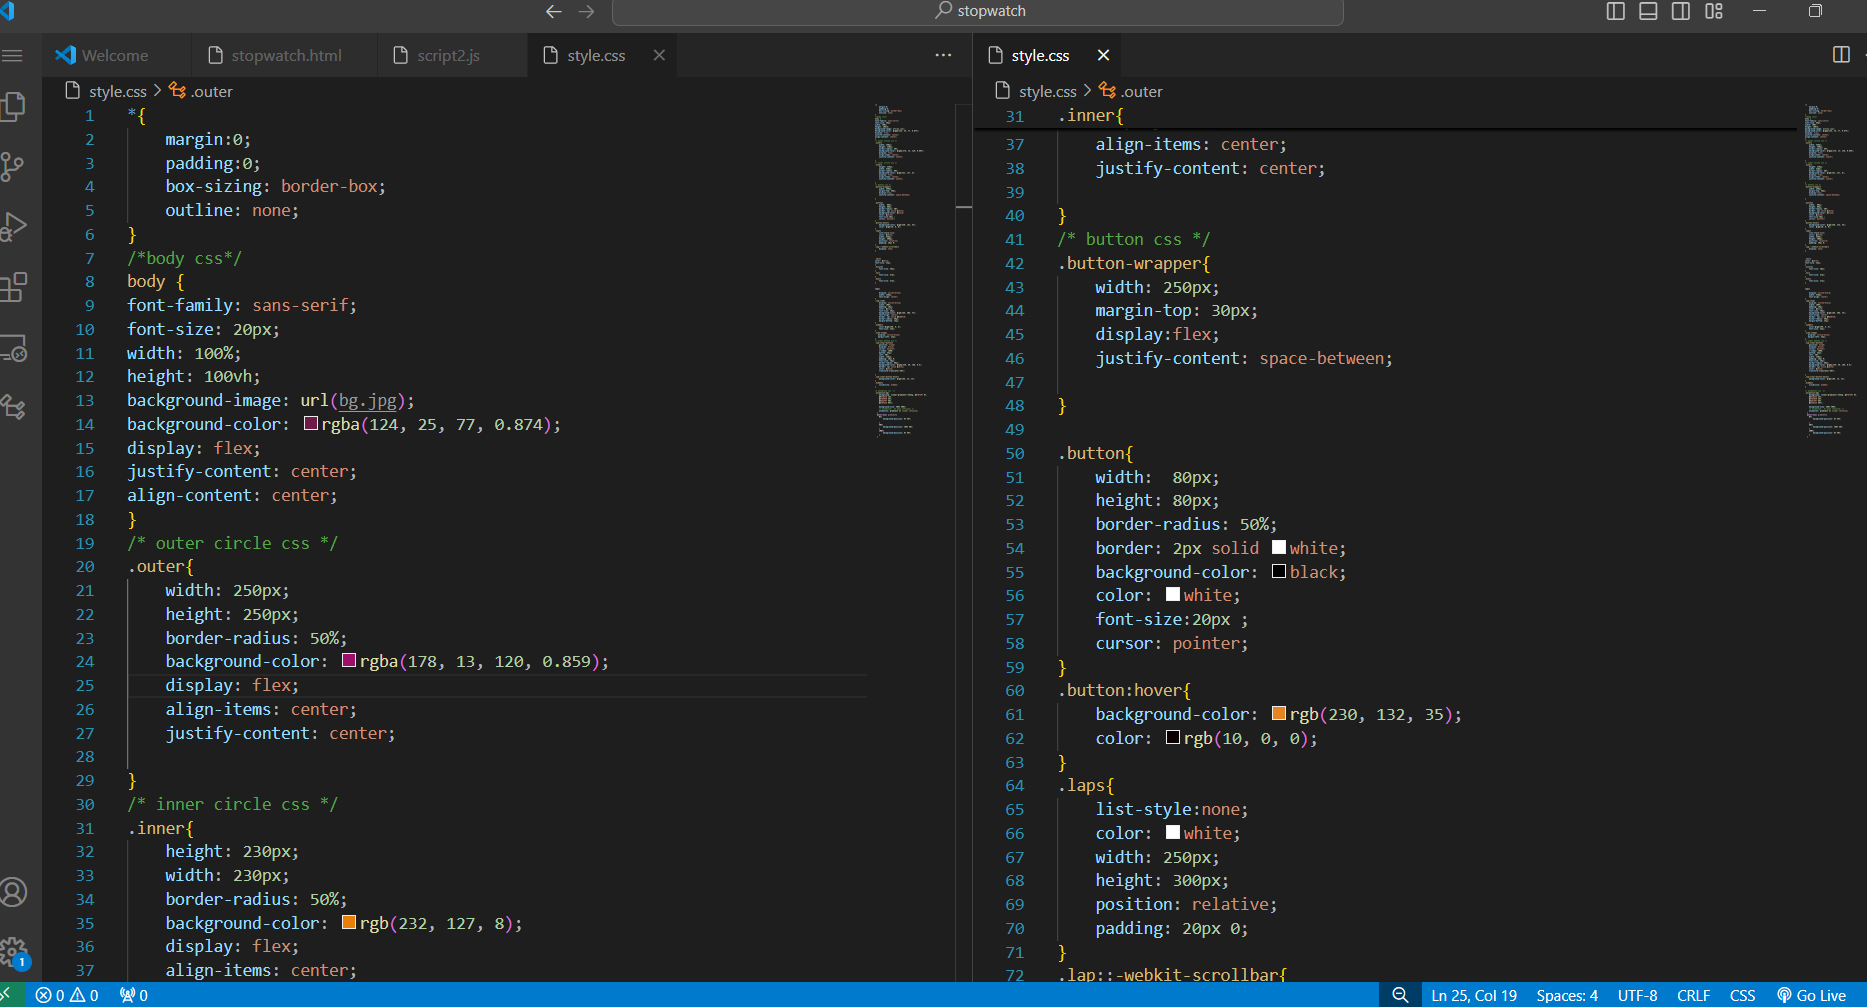 stopwatch
Welcome
stopwatch.html
script2.js
style.css
style.css > .outer
1 *{
2 margin:0;
3 padding:0;
4 box-sizing: border-box;
5 outline: none;
6 }
7 /*body css*/
8 body {
9 font-family: sans-serif;
10 font-size: 20px;
11 width: 100%;
12 height: 100vh;
13 background-image: url(bg.jpg);
14 background-color: rgba(124, 25, 77, 0.874);
15 display: flex;
16 justify-content: center;
17 align-content: center;
18 }
19 /* outer circle css */
20 .outer{
21 width: 250px;
22 height: 250px;
23 border-radius: 50%;
24 background-color: rgba(178, 13, 120, 0.859);
25 display: flex;
26 align-items: center;
27 justify-content: center;
28
29 }
30 /* inner circle css */
31 .inner{
32 height: 230px;
33 width: 230px;
34 border-radius: 50%;
35 background-color: rgb(232, 127, 8);
36 display: flex;
37 align-items: center;
style.css
style.css > .outer
31 .inner{
37 align-items: center;
38 justify-content: center;
39
40 }
41 /* button css */
42 .button-wrapper{
43 width: 250px;
44 margin-top: 30px;
45 display:flex;
46 justify-content: space-between;
47
48 }
49
50 .button{
51 width:  80px;
52 height: 80px;
53 border-radius: 50%;
54 border: 2px solid white;
55 background-color: black;
56 color: white;
57 font-size:20px ;
58 cursor: pointer;
59 }
60 .button:hover{
61 background-color: rgb(230, 132, 35);
62 color: rgb(10, 0, 0);
63 }
64 .laps{
65 list-style:none;
66 color: white;
67 width: 250px;
68 height: 300px;
69 position: relative;
70 padding: 20px 0;
71 }
72 .lap::-webkit-scrollbar{
1
0 0 0 Ln 25, Col 19 Spaces: 4 UTF-8 CRLF CSS Go Live